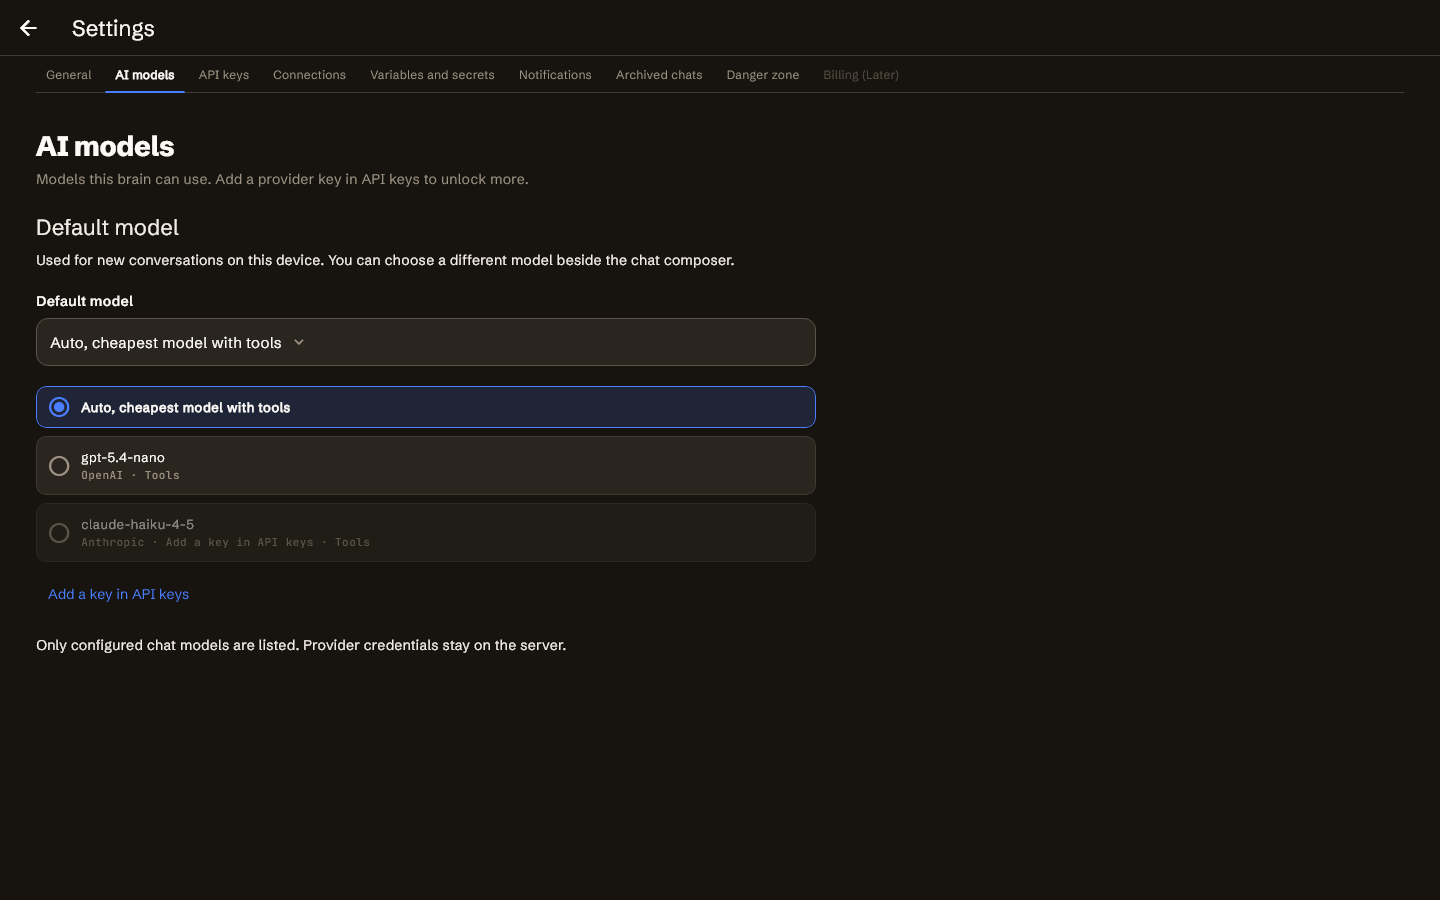 Settings
General
AI models
API keys
Connections
Variables and secrets
Notifications
Archived chats
Danger zone
Billing (Later)
AI models
Models this brain can use. Add a provider key in API keys to unlock more.
Default model
Used for new conversations on this device. You can choose a different model beside the chat composer.
Default model
Auto, cheapest model with tools
Auto, cheapest model with tools
gpt-5.4-nano
OpenAI · Tools
claude-haiku-4-5
Anthropic · Add a key in API keys · Tools
Add a key in API keys
Only configured chat models are listed. Provider credentials stay on the server.